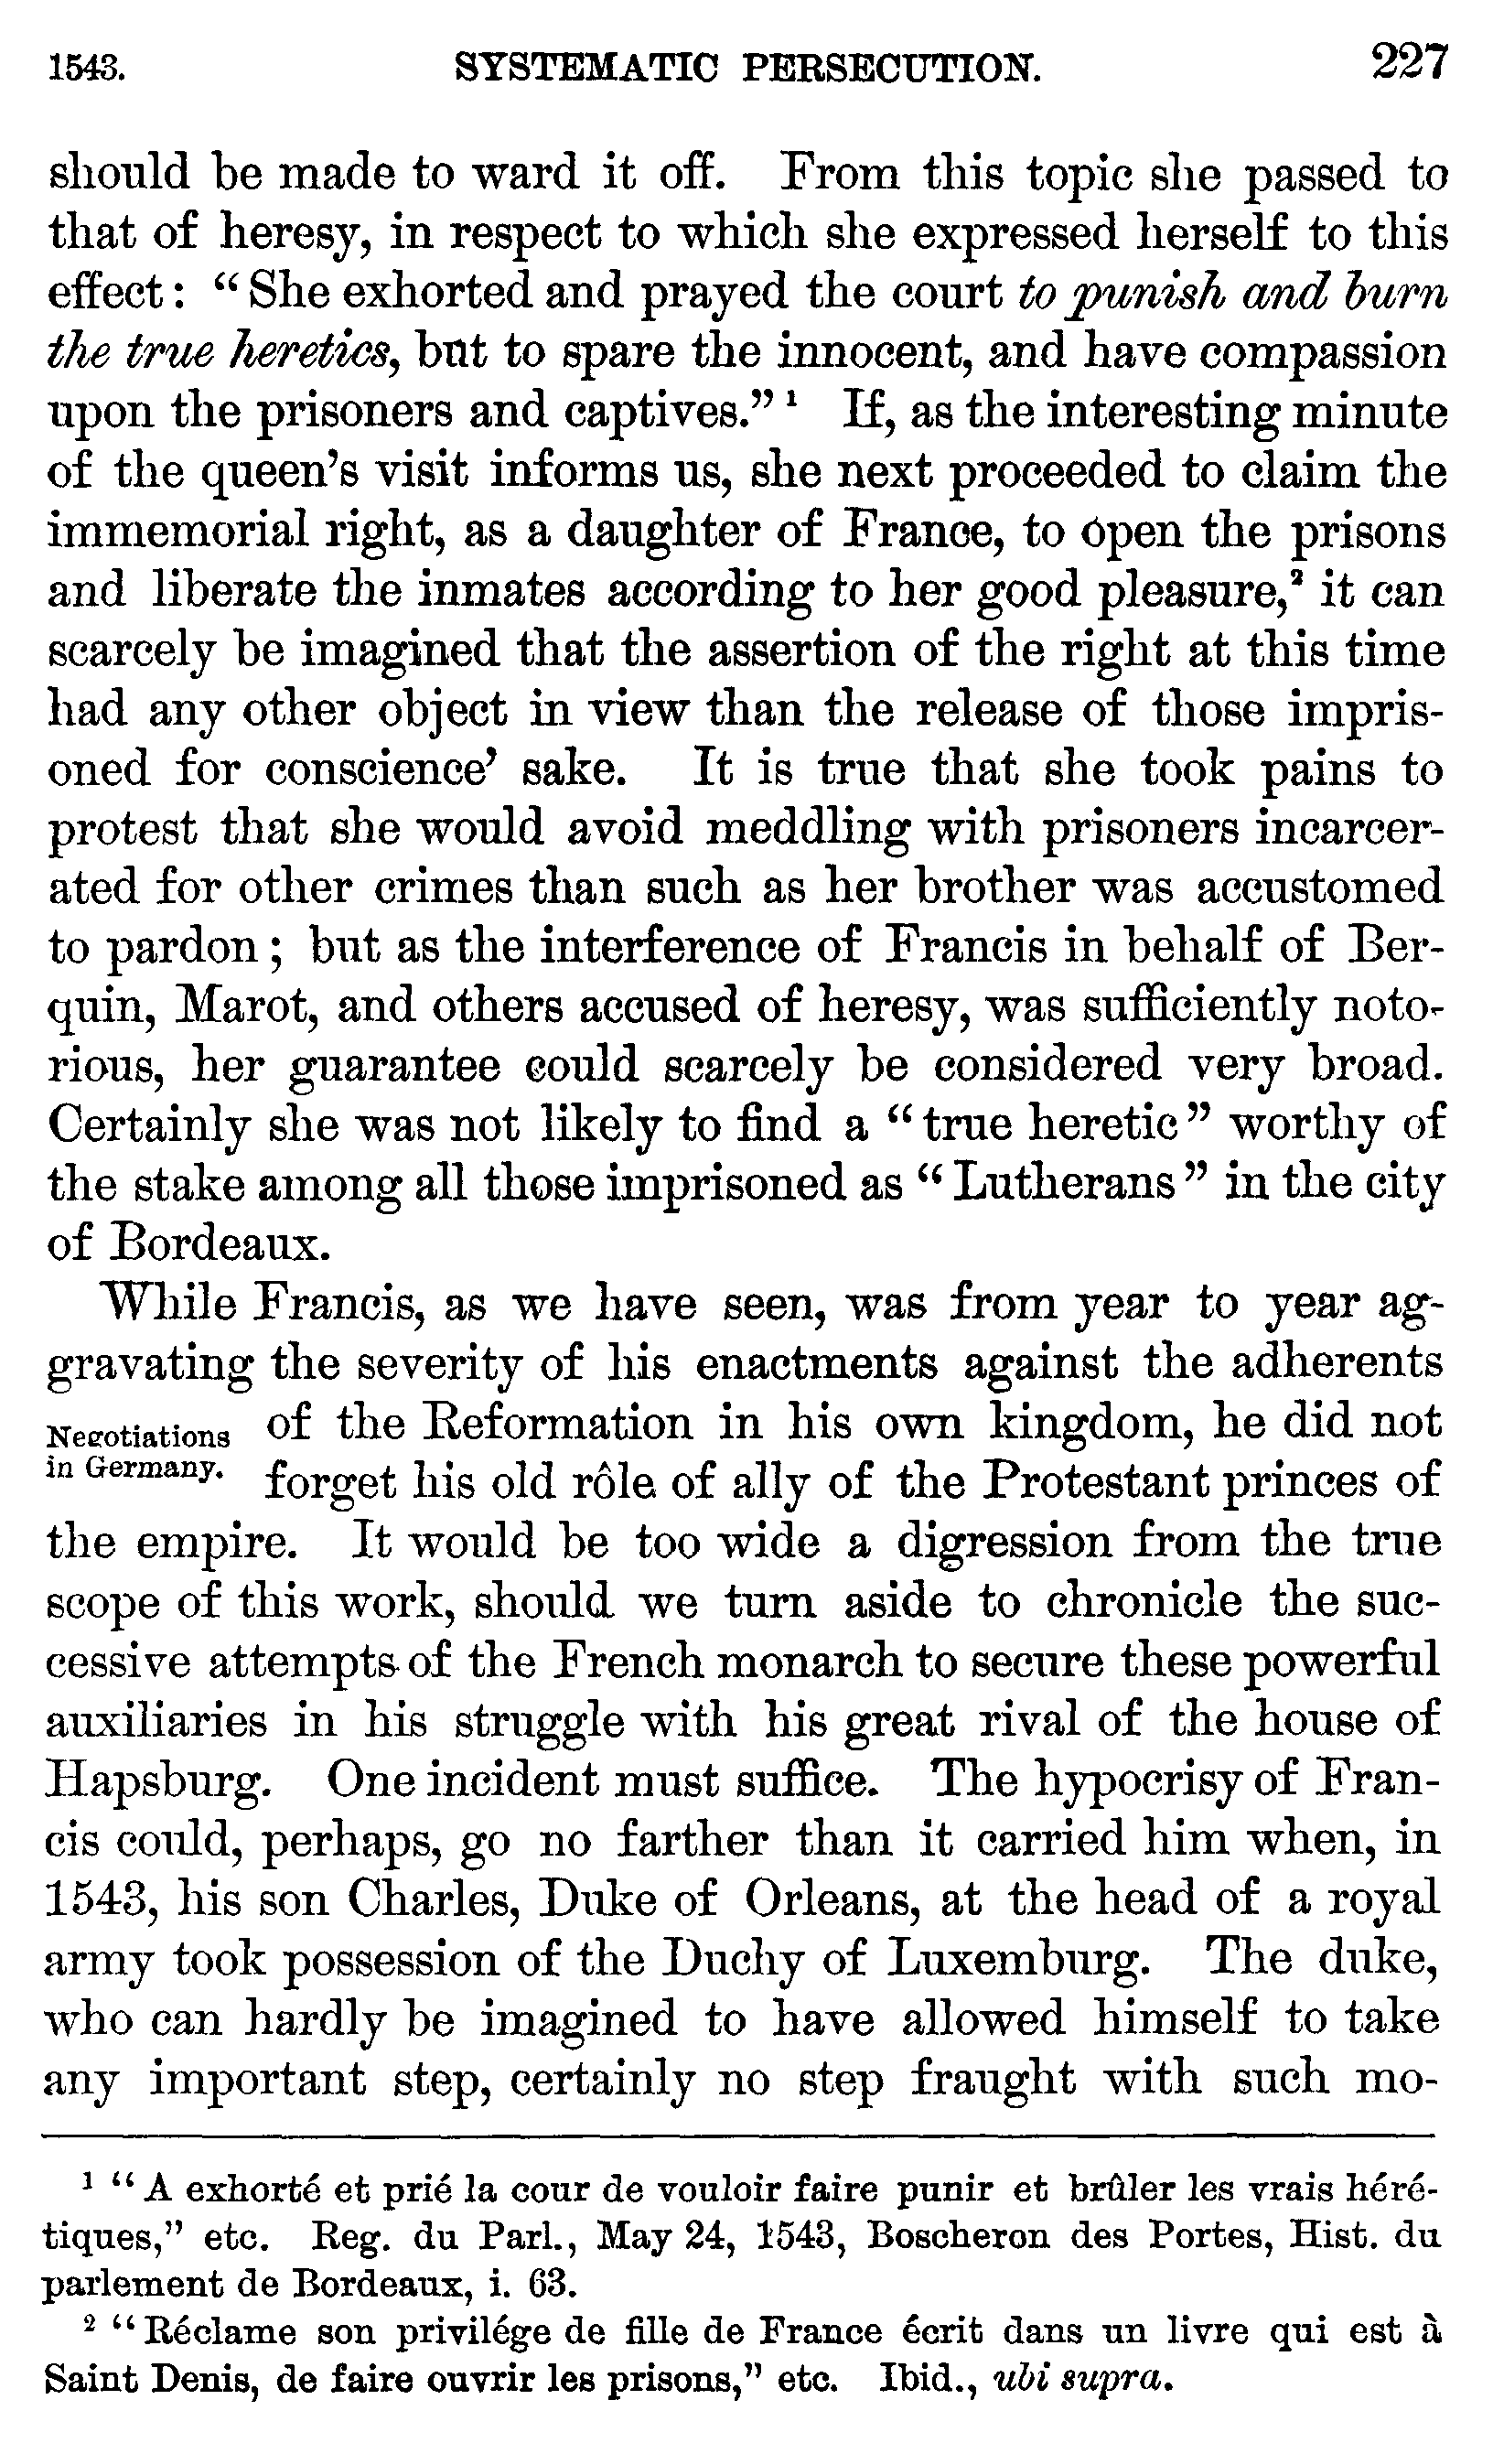 1543. SYSTEMATIC PERSECUTION. 227
should be made to ward it off. From this topic she passed to
that of heresy, in respect to which she expressed herself to this
effect: “She exhorted and prayed the court to punish and burn
the true heretics, but to spare the innocent, and have compassion
upon the prisoners and captives.” ¹ If, as the interesting minute
of the queen’s visit informs us, she next proceeded to claim the
immemorial right, as a daughter of France, to open the prisons
and liberate the inmates according to her good pleasure,² it can
scarcely be imagined that the assertion of the right at this time
had any other object in view than the release of those impris-
oned for conscience’ sake. It is true that she took pains to
protest that she would avoid meddling with prisoners incarcer-
ated for other crimes than such as her brother was accustomed
to pardon; but as the interference of Francis in behalf of Ber-
quin, Marot, and others accused of heresy, was sufficiently noto-
rious, her guarantee could scarcely be considered very broad.
Certainly she was not likely to find a “true heretic” worthy of
the stake among all those imprisoned as “Lutherans” in the city
of Bordeaux.
While Francis, as we have seen, was from year to year ag-
gravating the severity of his enactments against the adherents
Negotiations
in Germany.
of the Reformation in his own kingdom, he did not
forget his old rôle of ally of the Protestant princes of
the empire. It would be too wide a digression from the true
scope of this work, should we turn aside to chronicle the suc-
cessive attempts of the French monarch to secure these powerful
auxiliaries in his struggle with his great rival of the house of
Hapsburg. One incident must suffice. The hypocrisy of Fran-
cis could, perhaps, go no farther than it carried him when, in
1543, his son Charles, Duke of Orleans, at the head of a royal
army took possession of the Duchy of Luxemburg. The duke,
who can hardly be imagined to have allowed himself to take
any important step, certainly no step fraught with such mo-
¹ “A exhorté et prié la cour de vouloir faire punir et brûler les vrais héré-
tiques,” etc. Reg. du Parl., May 24, 1543, Boscheron des Portes, Hist. du
parlement de Bordeaux, i. 63.
² “Réclame son privilége de fille de France écrit dans un livre qui est à
Saint Denis, de faire ouvrir les prisons,” etc. Ibid., ubi supra.